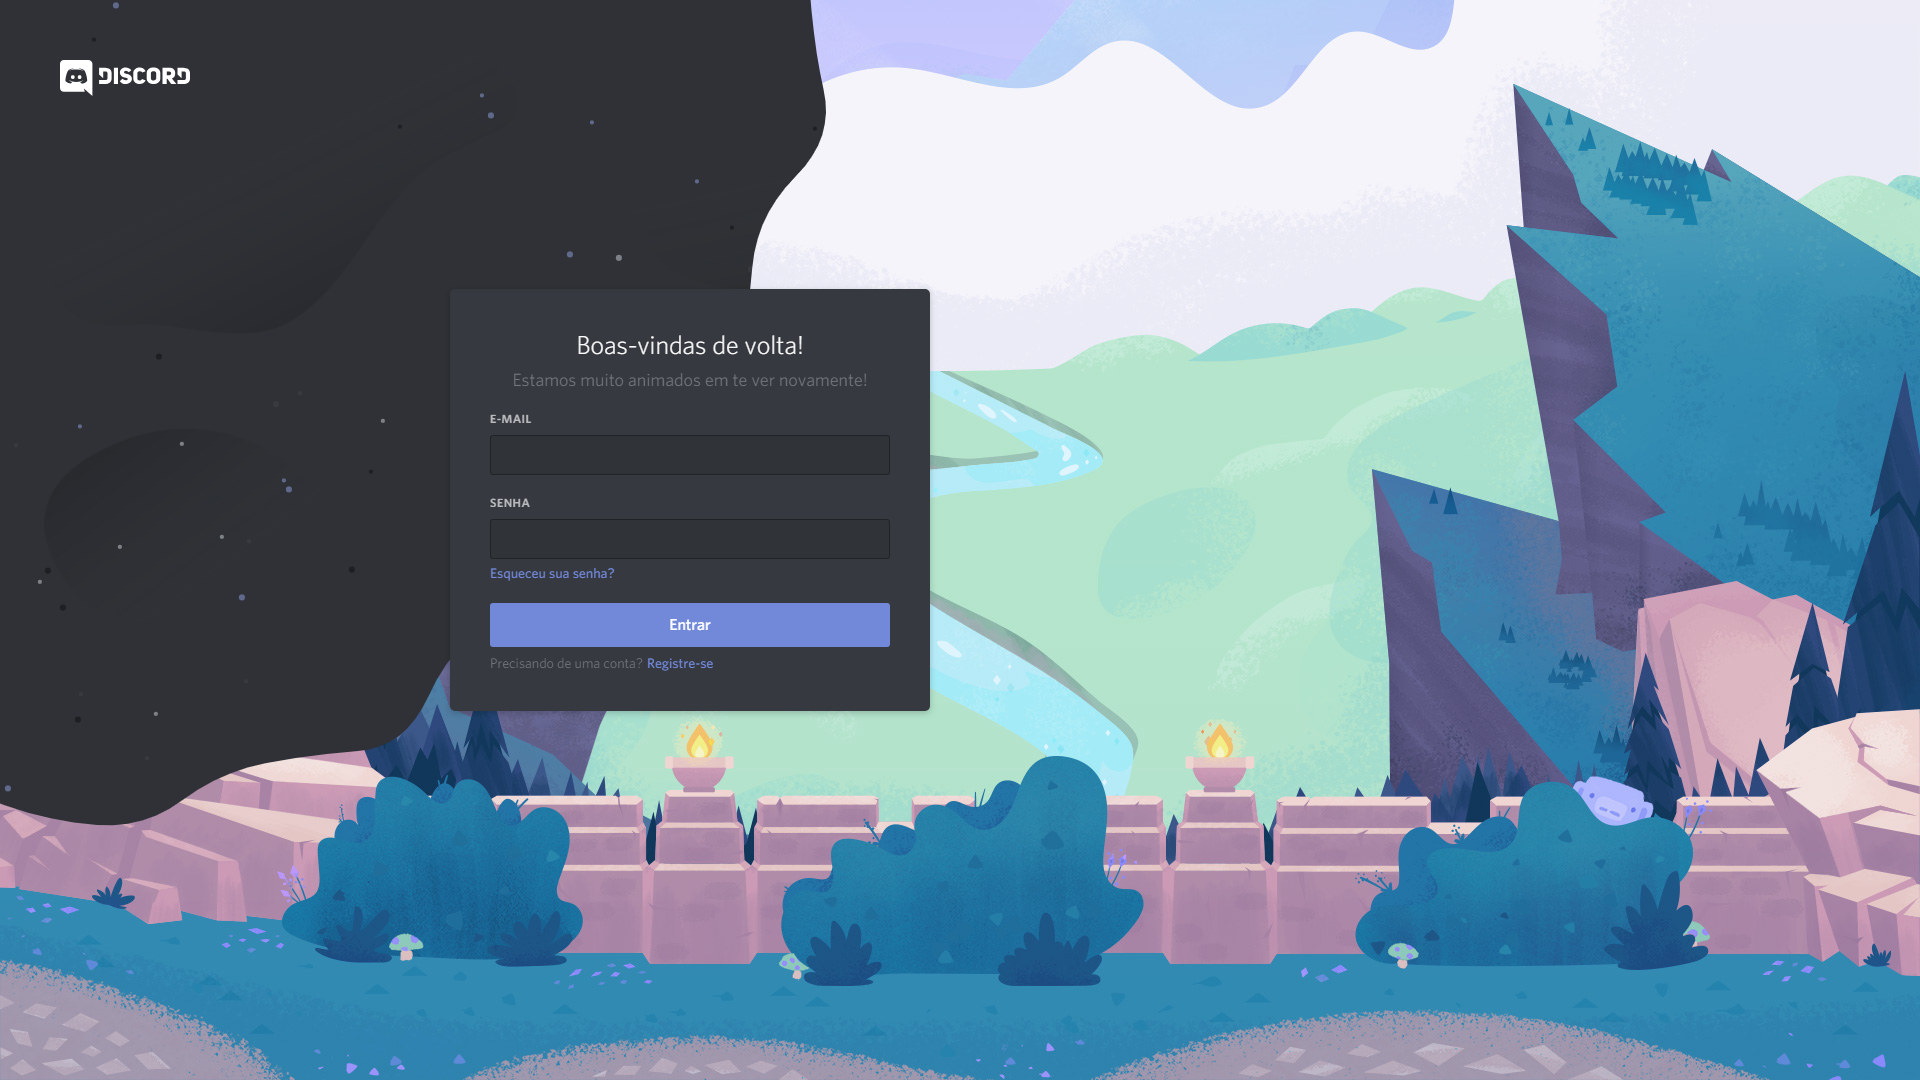 DISCORD
Boas-vindas de volta!
Estamos muito animados em te ver novamente!
E-MAIL
SENHA
Esqueceu sua senha?
Entrar
Precisando de uma conta? Registre-se